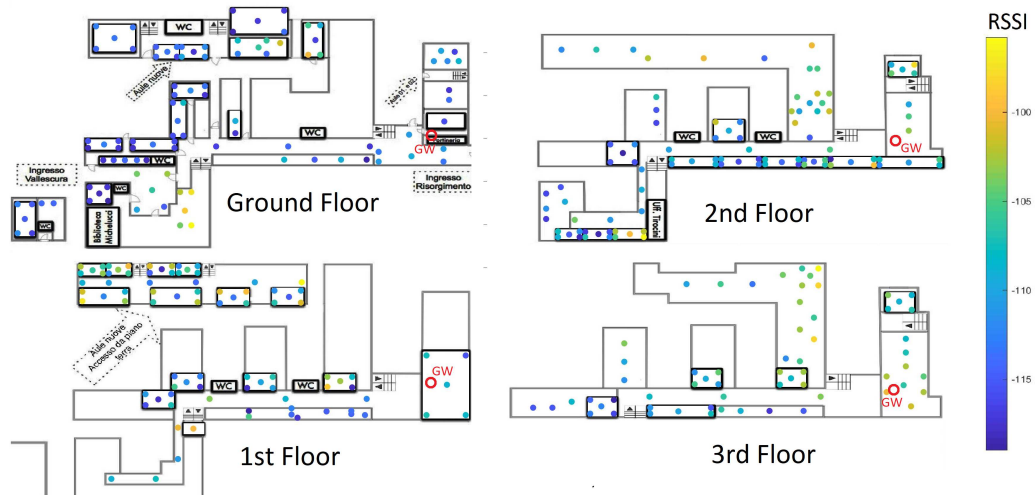 RSSI
WC
Aule nuove
WC
WC
GW
Ingresso
Vallescura
Ingresso
Risorgimento
Biblioteca
Michelucci
WC
WC
Ground Floor
WC
WC
GW
Uff. Tirocini
2nd Floor
-100
-105
-110
-115
Aule nuove
Accesso da piano
terra
WC
WC
GW
1st Floor
GW
3rd Floor